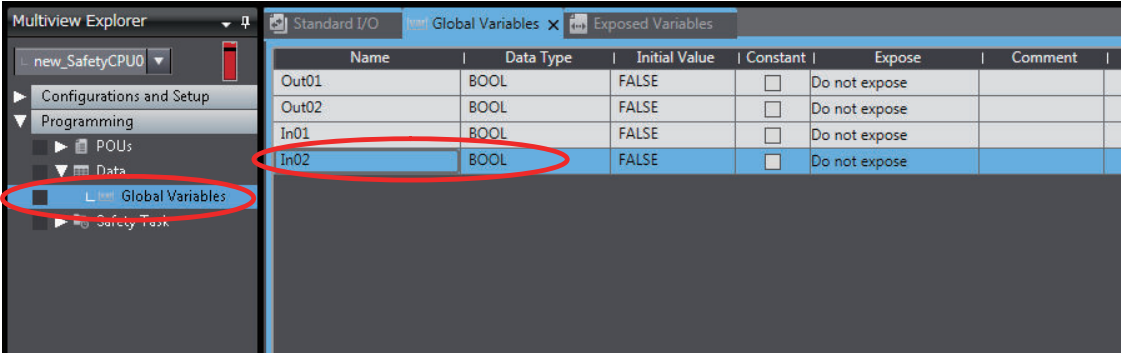 Multiview Explorer
new_SafetyCPU0
Configurations and Setup
Programming
POUs
Data
Global Variables
Safety Task
Standard I/O Global Variables Exposed Variables
Name Data Type Initial Value Constant Expose Comment
Out01 BOOL FALSE Do not expose
Out02 BOOL FALSE Do not expose
In01 BOOL FALSE Do not expose
In02 BOOL FALSE Do not expose